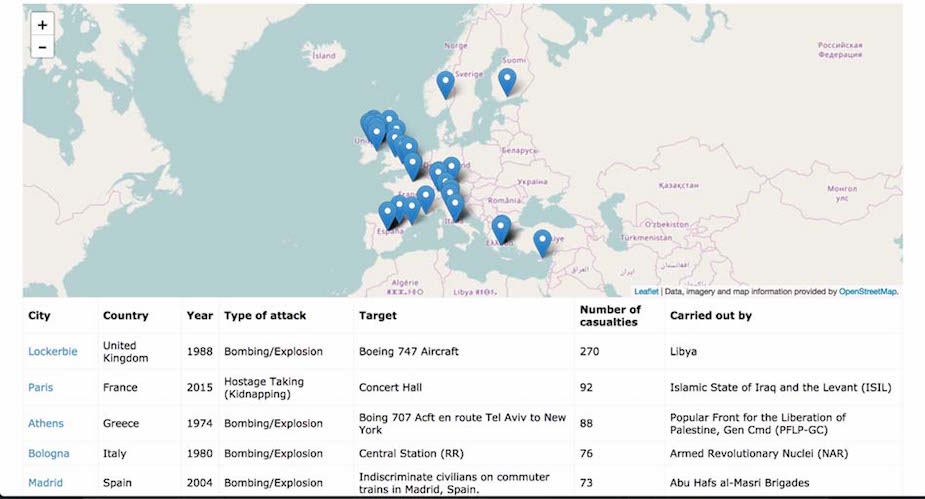 +
−
Ísland
Norge
Suomi
Sverige
Российская
Федерация
Беларусь
Україна
Қазақстан
Монгол
улс
România
España
Oʻzbekiston
Türkmenistan
Algérie
Libya
Leaflet | Data, imagery and map information provided by OpenStreetMap.
City Country Year Type of attack Target Number of casualties Carried out by
Lockerbie United Kingdom 1988 Bombing/Explosion Boeing 747 Aircraft 270 Libya
Paris France 2015 Hostage Taking (Kidnapping) Concert Hall 92 Islamic State of Iraq and the Levant (ISIL)
Athens Greece 1974 Bombing/Explosion Boing 707 Acft en route Tel Aviv to New York 88 Popular Front for the Liberation of Palestine, Gen Cmd (PFLP-GC)
Bologna Italy 1980 Bombing/Explosion Central Station (RR) 76 Armed Revolutionary Nuclei (NAR)
Madrid Spain 2004 Bombing/Explosion Indiscriminate civilians on commuter trains in Madrid, Spain. 73 Abu Hafs al-Masri Brigades